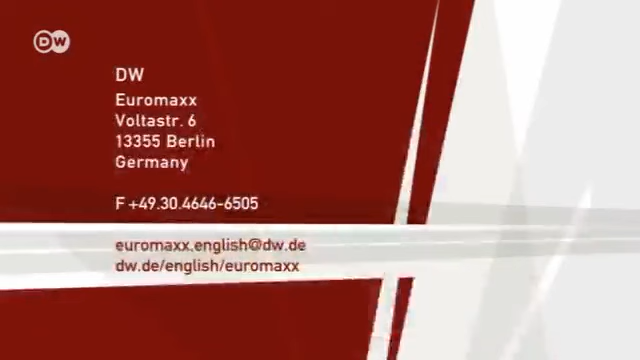 DW
DW
Euromaxx
Voltastr. 6
13355 Berlin
Germany
F +49.30.4646-6505
euromaxx.english@dw.de
dw.de/english/euromaxx